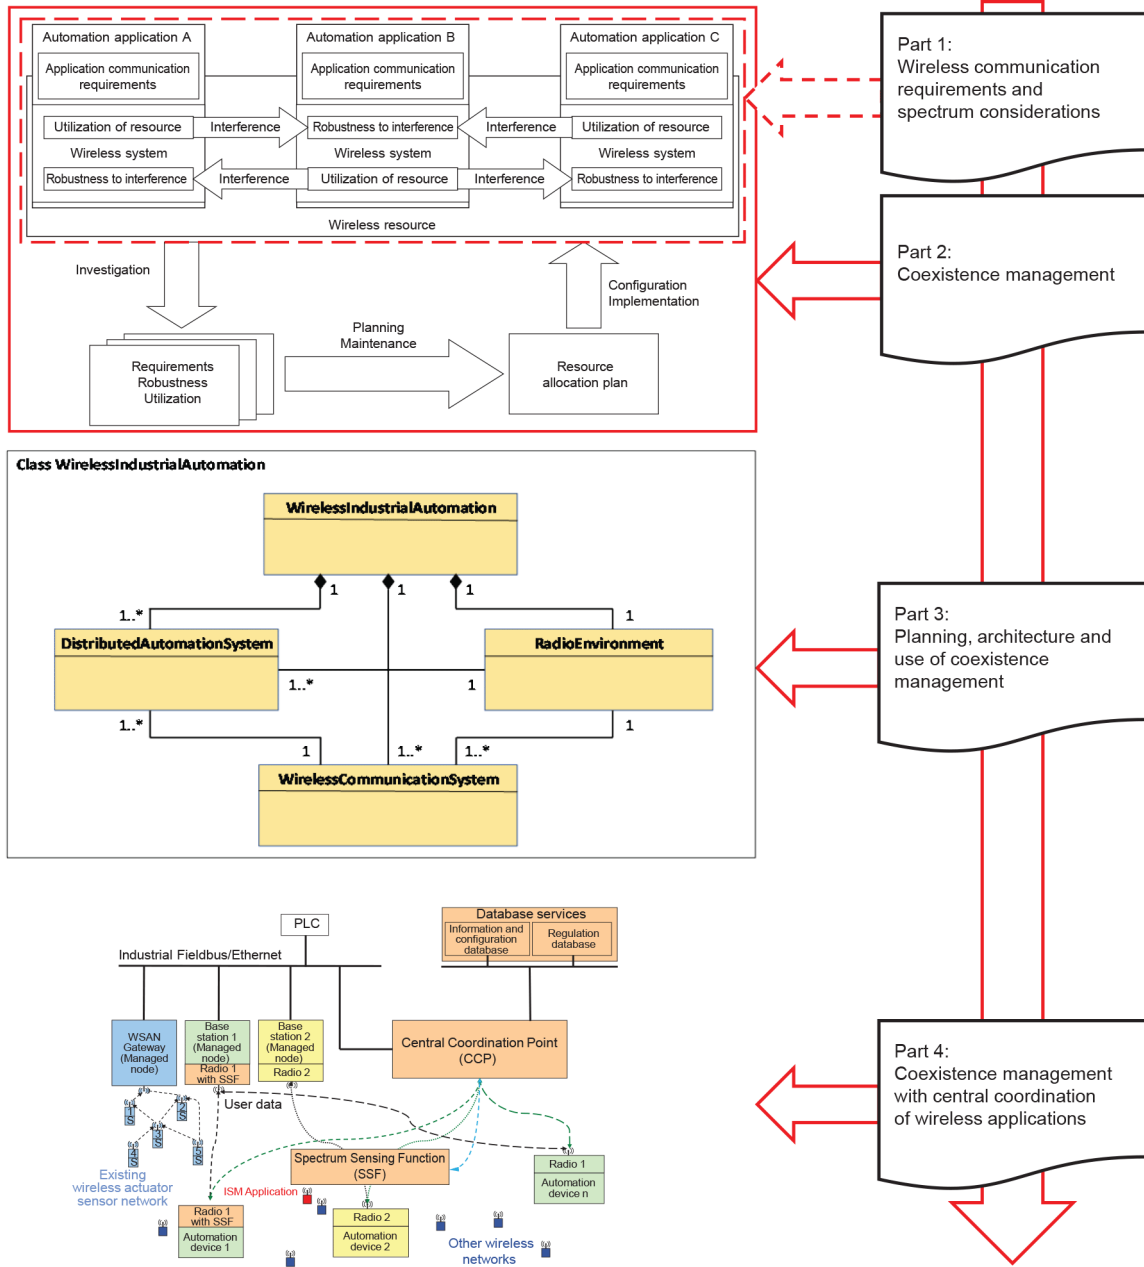 Automation application A
Automation application B
Automation application C
Application communication
requirements
Application communication
requirements
Application communication
requirements
Utilization of resource
Interference
Robustness to interference
Interference
Utilization of resource
Wireless system
Wireless system
Wireless system
Robustness to interference
Interference
Utilization of resource
Interference
Robustness to interference
Wireless resource
Investigation
Configuration
Implementation
Planning
Maintenance
Requirements
Robustness
Utilization
Resource
allocation plan
Part 1:
Wireless communication
requirements and
spectrum considerations
Part 2:
Coexistence management
Class WirelessIndustrialAutomation
WirelessIndustrialAutomation
1
1
1
1..*
1
DistributedAutomationSystem
RadioEnvironment
1..*
1
1..*
1
1
1..*
1..*
WirelessCommunicationSystem
Part 3:
Planning, architecture and
use of coexistence
management
PLC
Industrial Fieldbus/Ethernet
Database services
Information and
configuration
database
Regulation
database
WSAN
Gateway
(Managed
node)
Base
station 1
(Managed
node)
Radio 1
with SSF
Base
station 2
(Managed
node)
Radio 2
Central Coordination Point
(CCP)
User data
1S
2S
3S
4S
5S
Existing
wireless actuator
sensor network
Spectrum Sensing Function
(SSF)
ISM Application
Radio 1
Automation
device n
Radio 1
with SSF
Automation
device 1
Radio 2
Automation
device 2
Other wireless
networks
Part 4:
Coexistence management
with central coordination
of wireless applications